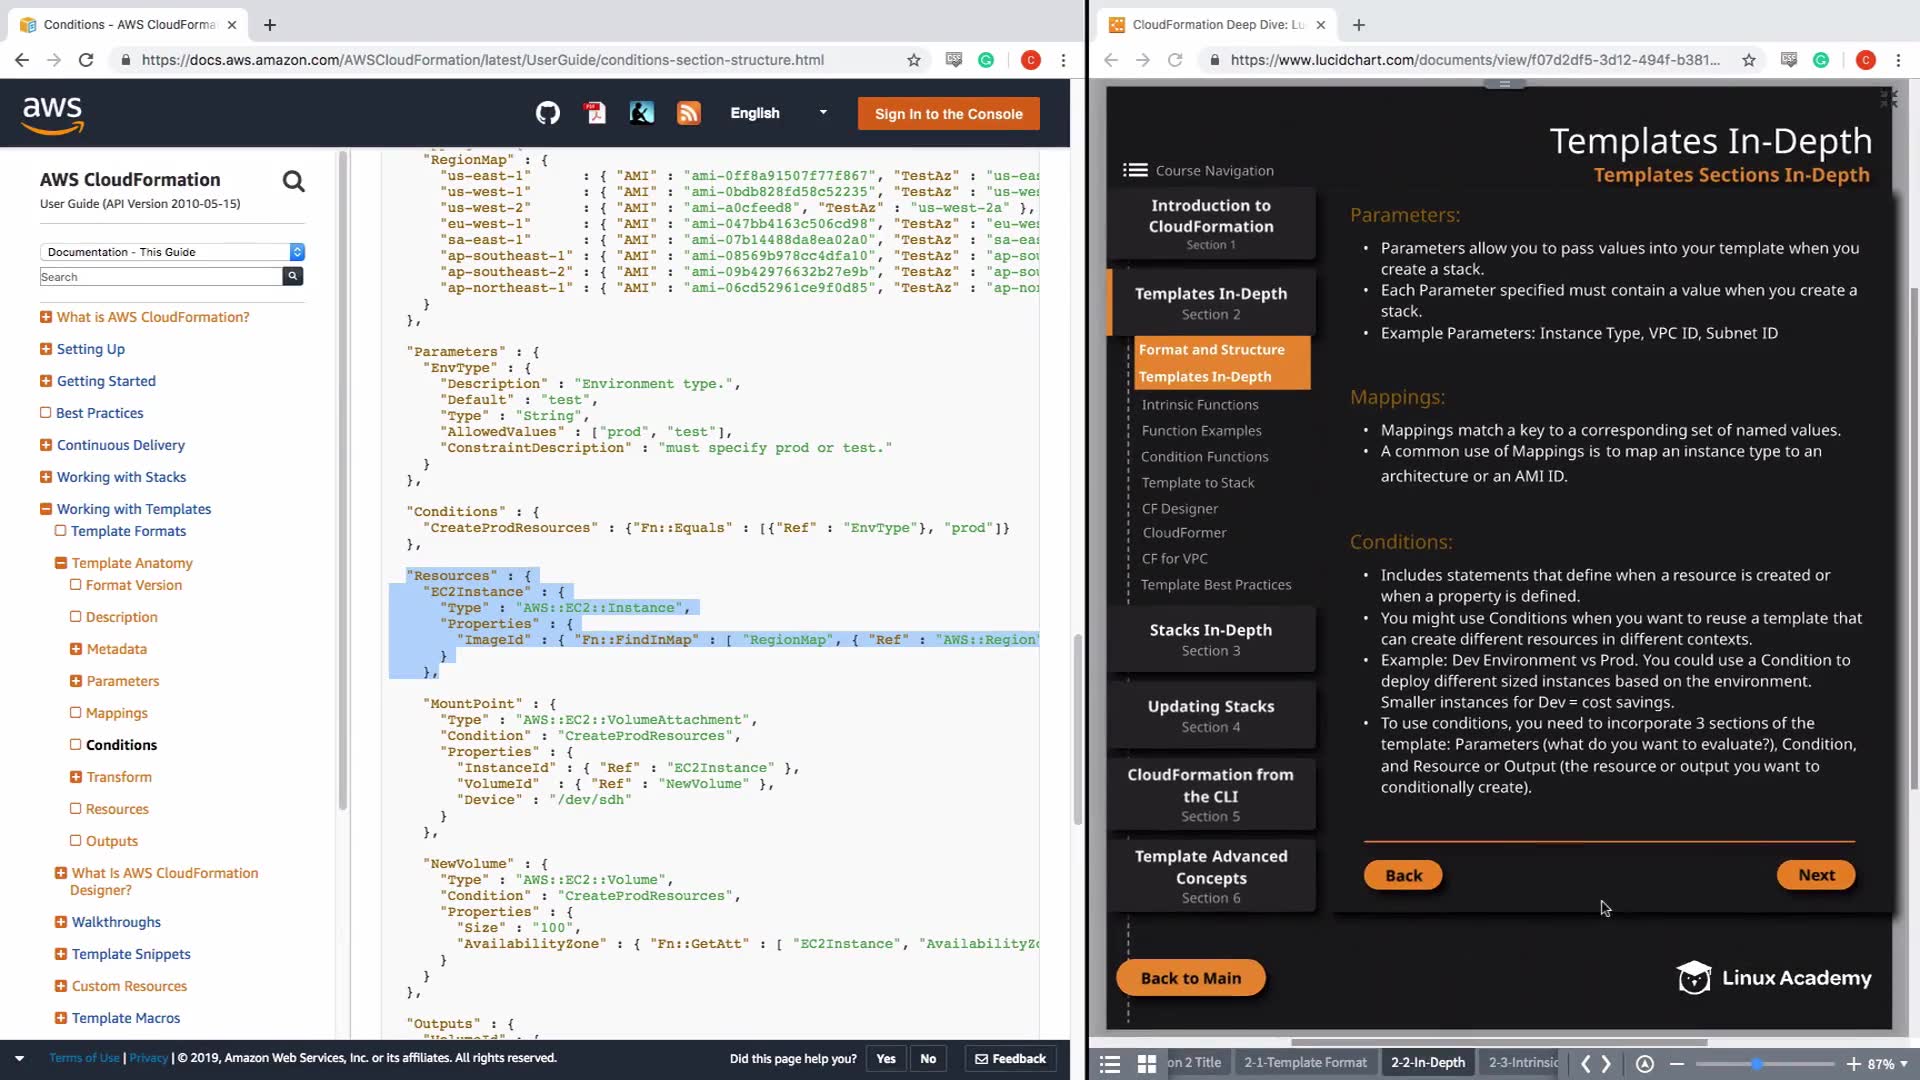 Conditions - AWS CloudForma
https://docs.aws.amazon.com/AWSCloudFormation/latest/UserGuide/conditions-section-structure.html
C
aws
English
Sign In to the Console
AWS CloudFormation
User Guide (API Version 2010-05-15)
Documentation - This Guide
Search
What is AWS CloudFormation?
Setting Up
Getting Started
Best Practices
Continuous Delivery
Working with Stacks
Working with Templates
Template Formats
Template Anatomy
Format Version
Description
Metadata
Parameters
Mappings
Conditions
Transform
Resources
Outputs
What Is AWS CloudFormation
Designer?
Walkthroughs
Template Snippets
Custom Resources
Template Macros
"RegionMap" : {
"us-east-1" : { "AMI" : "ami-0ff8a91507f77f867", "TestAz" : "us-eas
"us-west-1" : { "AMI" : "ami-0bdb828fd58c52235", "TestAz" : "us-wes
"us-west-2" : { "AMI" : "ami-a0cfeed8", "TestAz" : "us-west-2a" },
"eu-west-1" : { "AMI" : "ami-047bb4163c506cd98", "TestAz" : "eu-wes
"sa-east-1" : { "AMI" : "ami-07b14488da8ea02a0", "TestAz" : "sa-eas
"ap-southeast-1" : { "AMI" : "ami-08569b978cc4dfa10", "TestAz" : "ap-sou
"ap-southeast-2" : { "AMI" : "ami-09b42976632b27e9b", "TestAz" : "ap-sou
"ap-northeast-1" : { "AMI" : "ami-06cd52961ce9f0d85", "TestAz" : "ap-nor
}
},
"Parameters" : {
"EnvType" : {
"Description" : "Environment type.",
"Default" : "test",
"Type" : "String",
"AllowedValues" : ["prod", "test"],
"ConstraintDescription" : "must specify prod or test."
}
},
"Conditions" : {
"CreateProdResources" : {"Fn::Equals" : [{"Ref" : "EnvType"}, "prod"]}
},
"Resources" : {
"EC2Instance" : {
"Type" : "AWS::EC2::Instance",
"Properties" : {
"ImageId" : { "Fn::FindInMap" : [ "RegionMap", { "Ref" : "AWS::Region"
}
},
"MountPoint" : {
"Type" : "AWS::EC2::VolumeAttachment",
"Condition" : "CreateProdResources",
"Properties" : {
"InstanceId" : { "Ref" : "EC2Instance" },
"VolumeId" : { "Ref" : "NewVolume" },
"Device" : "/dev/sdh"
}
},
"NewVolume" : {
"Type" : "AWS::EC2::Volume",
"Condition" : "CreateProdResources",
"Properties" : {
"Size" : "100",
"AvailabilityZone" : { "Fn::GetAtt" : [ "EC2Instance", "AvailabilityZo
}
}
},
"Outputs" : {
Terms of Use | Privacy | © 2019, Amazon Web Services, Inc. or its affiliates. All rights reserved.
Did this page help you?
Yes
No
Feedback
CloudFormation Deep Dive: Lu
https://www.lucidchart.com/documents/view/f07d2df5-3d12-494f-b381...
C
Templates In-Depth
Templates Sections In-Depth
Course Navigation
Introduction to
CloudFormation
Section 1
Templates In-Depth
Section 2
Format and Structure
Templates In-Depth
Intrinsic Functions
Function Examples
Condition Functions
Template to Stack
CF Designer
CloudFormer
CF for VPC
Template Best Practices
Stacks In-Depth
Section 3
Updating Stacks
Section 4
CloudFormation from
the CLI
Section 5
Template Advanced
Concepts
Section 6
Back to Main
Parameters:
• Parameters allow you to pass values into your template when you
create a stack.
• Each Parameter specified must contain a value when you create a
stack.
• Example Parameters: Instance Type, VPC ID, Subnet ID
Mappings:
• Mappings match a key to a corresponding set of named values.
• A common use of Mappings is to map an instance type to an
architecture or an AMI ID.
Conditions:
• Includes statements that define when a resource is created or
when a property is defined.
• You might use Conditions when you want to reuse a template that
can create different resources in different contexts.
• Example: Dev Environment vs Prod. You could use a Condition to
deploy different sized instances based on the environment.
Smaller instances for Dev = cost savings.
• To use conditions, you need to incorporate 3 sections of the
template: Parameters (what do you want to evaluate?), Condition,
and Resource or Output (the resource or output you want to
conditionally create).
Back
Next
Linux Academy
on 2 Title
2-1-Template Format
2-2-In-Depth
2-3-Intrinsic
87%